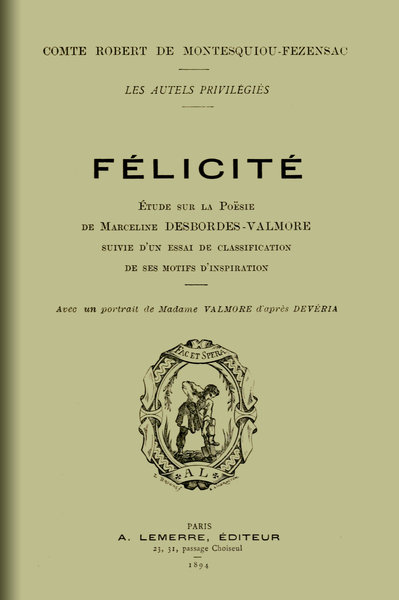 COMTE ROBERT DE MONTESQUIOU-FEZENSAC
LES AUTELS PRIVILÉGIÉS
FÉLICITÉ
ÉTUDE SUR LA POËSIE
DE MARCELINE DESBORDES-VALMORE
SUIVIE D'UN ESSAI DE CLASSIFICATION
DE SES MOTIFS D'INSPIRATION
Avec un portrait de Madame VALMORE d'après DEVÉRIA
FAC ET SPERA
A L
PARIS
A. LEMERRE, ÉDITEUR
23, 31, passage Choiseul
1894